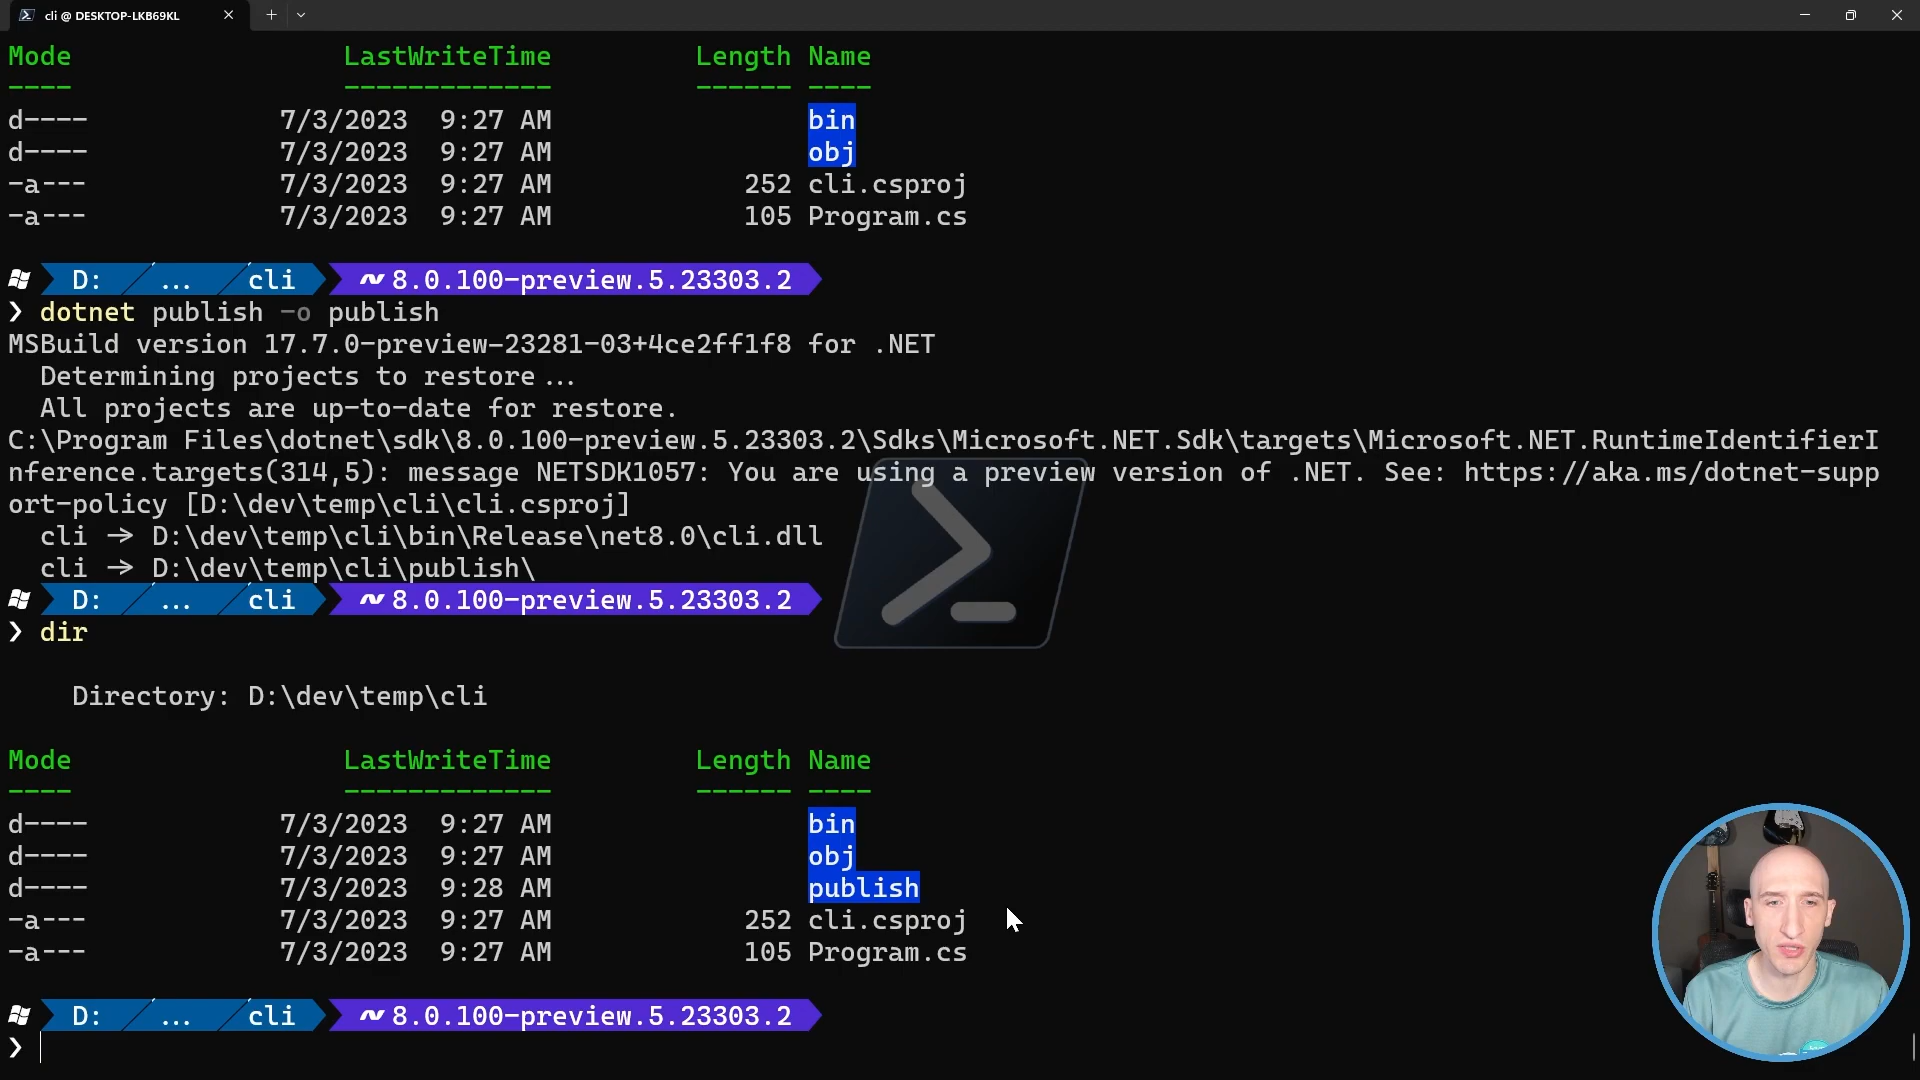 cli @ DESKTOP-LKB69KL
Mode                 LastWriteTime         Length Name
----                 -------------         ------ ----
d----           7/3/2023  9:27 AM                bin
d----           7/3/2023  9:27 AM                obj
-a---           7/3/2023  9:27 AM            252 cli.csproj
-a---           7/3/2023  9:27 AM            105 Program.cs
D: ... cli 8.0.100-preview.5.23303.2
❯ dotnet publish -o publish
MSBuild version 17.7.0-preview-23281-03+4ce2ff1f8 for .NET
Determining projects to restore...
All projects are up-to-date for restore.
C:\Program Files\dotnet\sdk\8.0.100-preview.5.23303.2\Sdks\Microsoft.NET.Sdk\targets\Microsoft.NET.RuntimeIdentifierI
nference.targets(314,5): message NETSDK1057: You are using a preview version of .NET. See: https://aka.ms/dotnet-supp
ort-policy [D:\dev\temp\cli\cli.csproj]
cli -> D:\dev\temp\cli\bin\Release\net8.0\cli.dll
cli -> D:\dev\temp\cli\publish\
D: ... cli 8.0.100-preview.5.23303.2
❯ dir
Directory: D:\dev\temp\cli
Mode                 LastWriteTime         Length Name
----                 -------------         ------ ----
d----           7/3/2023  9:27 AM                bin
d----           7/3/2023  9:27 AM                obj
d----           7/3/2023  9:28 AM                publish
-a---           7/3/2023  9:27 AM            252 cli.csproj
-a---           7/3/2023  9:27 AM            105 Program.cs
D: ... cli 8.0.100-preview.5.23303.2
❯